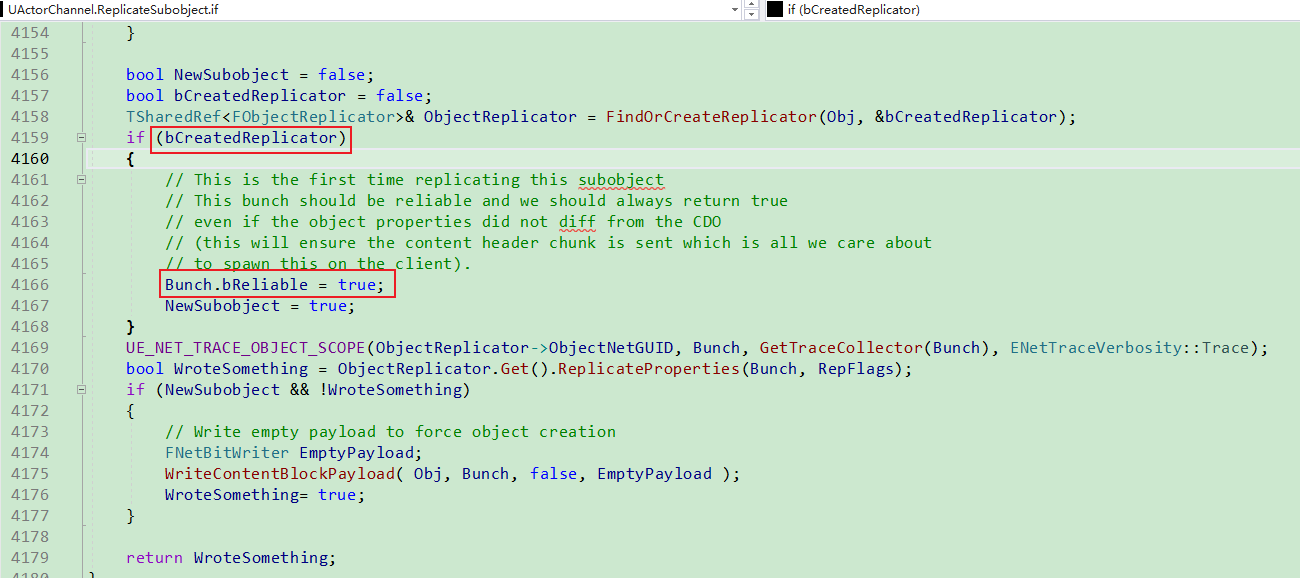 UActorChannel.ReplicateSubobject.if
if (bCreatedReplicator)
4154 }
4155
4156 bool NewSubobject = false;
4157 bool bCreatedReplicator = false;
4158 TSharedRef<FObjectReplicator>& ObjectReplicator = FindOrCreateReplicator(Obj, &bCreatedReplicator);
4159 if (bCreatedReplicator)
4160 {
4161 // This is the first time replicating this subobject
4162 // This bunch should be reliable and we should always return true
4163 // even if the object properties did not diff from the CDO
4164 // (this will ensure the content header chunk is sent which is all we care about
4165 // to spawn this on the client).
4166 Bunch.bReliable = true;
4167 NewSubobject = true;
4168 }
4169 UE_NET_TRACE_OBJECT_SCOPE(ObjectReplicator->ObjectNetGUID, Bunch, GetTraceCollector(Bunch), ENetTraceVerbosity::Trace);
4170 bool WroteSomething = ObjectReplicator.Get().ReplicateProperties(Bunch, RepFlags);
4171 if (NewSubobject && !WroteSomething)
4172 {
4173 // Write empty payload to force object creation
4174 FNetBitWriter EmptyPayload;
4175 WriteContentBlockPayload( Obj, Bunch, false, EmptyPayload );
4176 WroteSomething= true;
4177 }
4178
4179 return WroteSomething;
4180 }